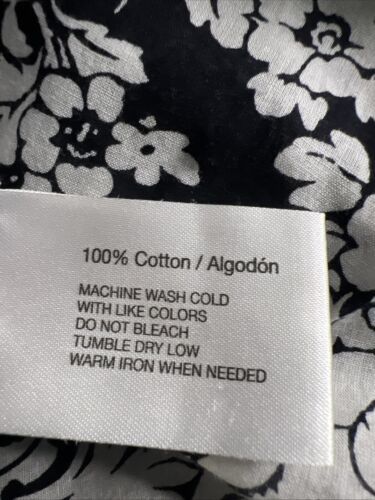 100% Cotton / Algodón
MACHINE WASH COLD
WITH LIKE COLORS
DO NOT BLEACH
TUMBLE DRY LOW
WARM IRON WHEN NEEDED